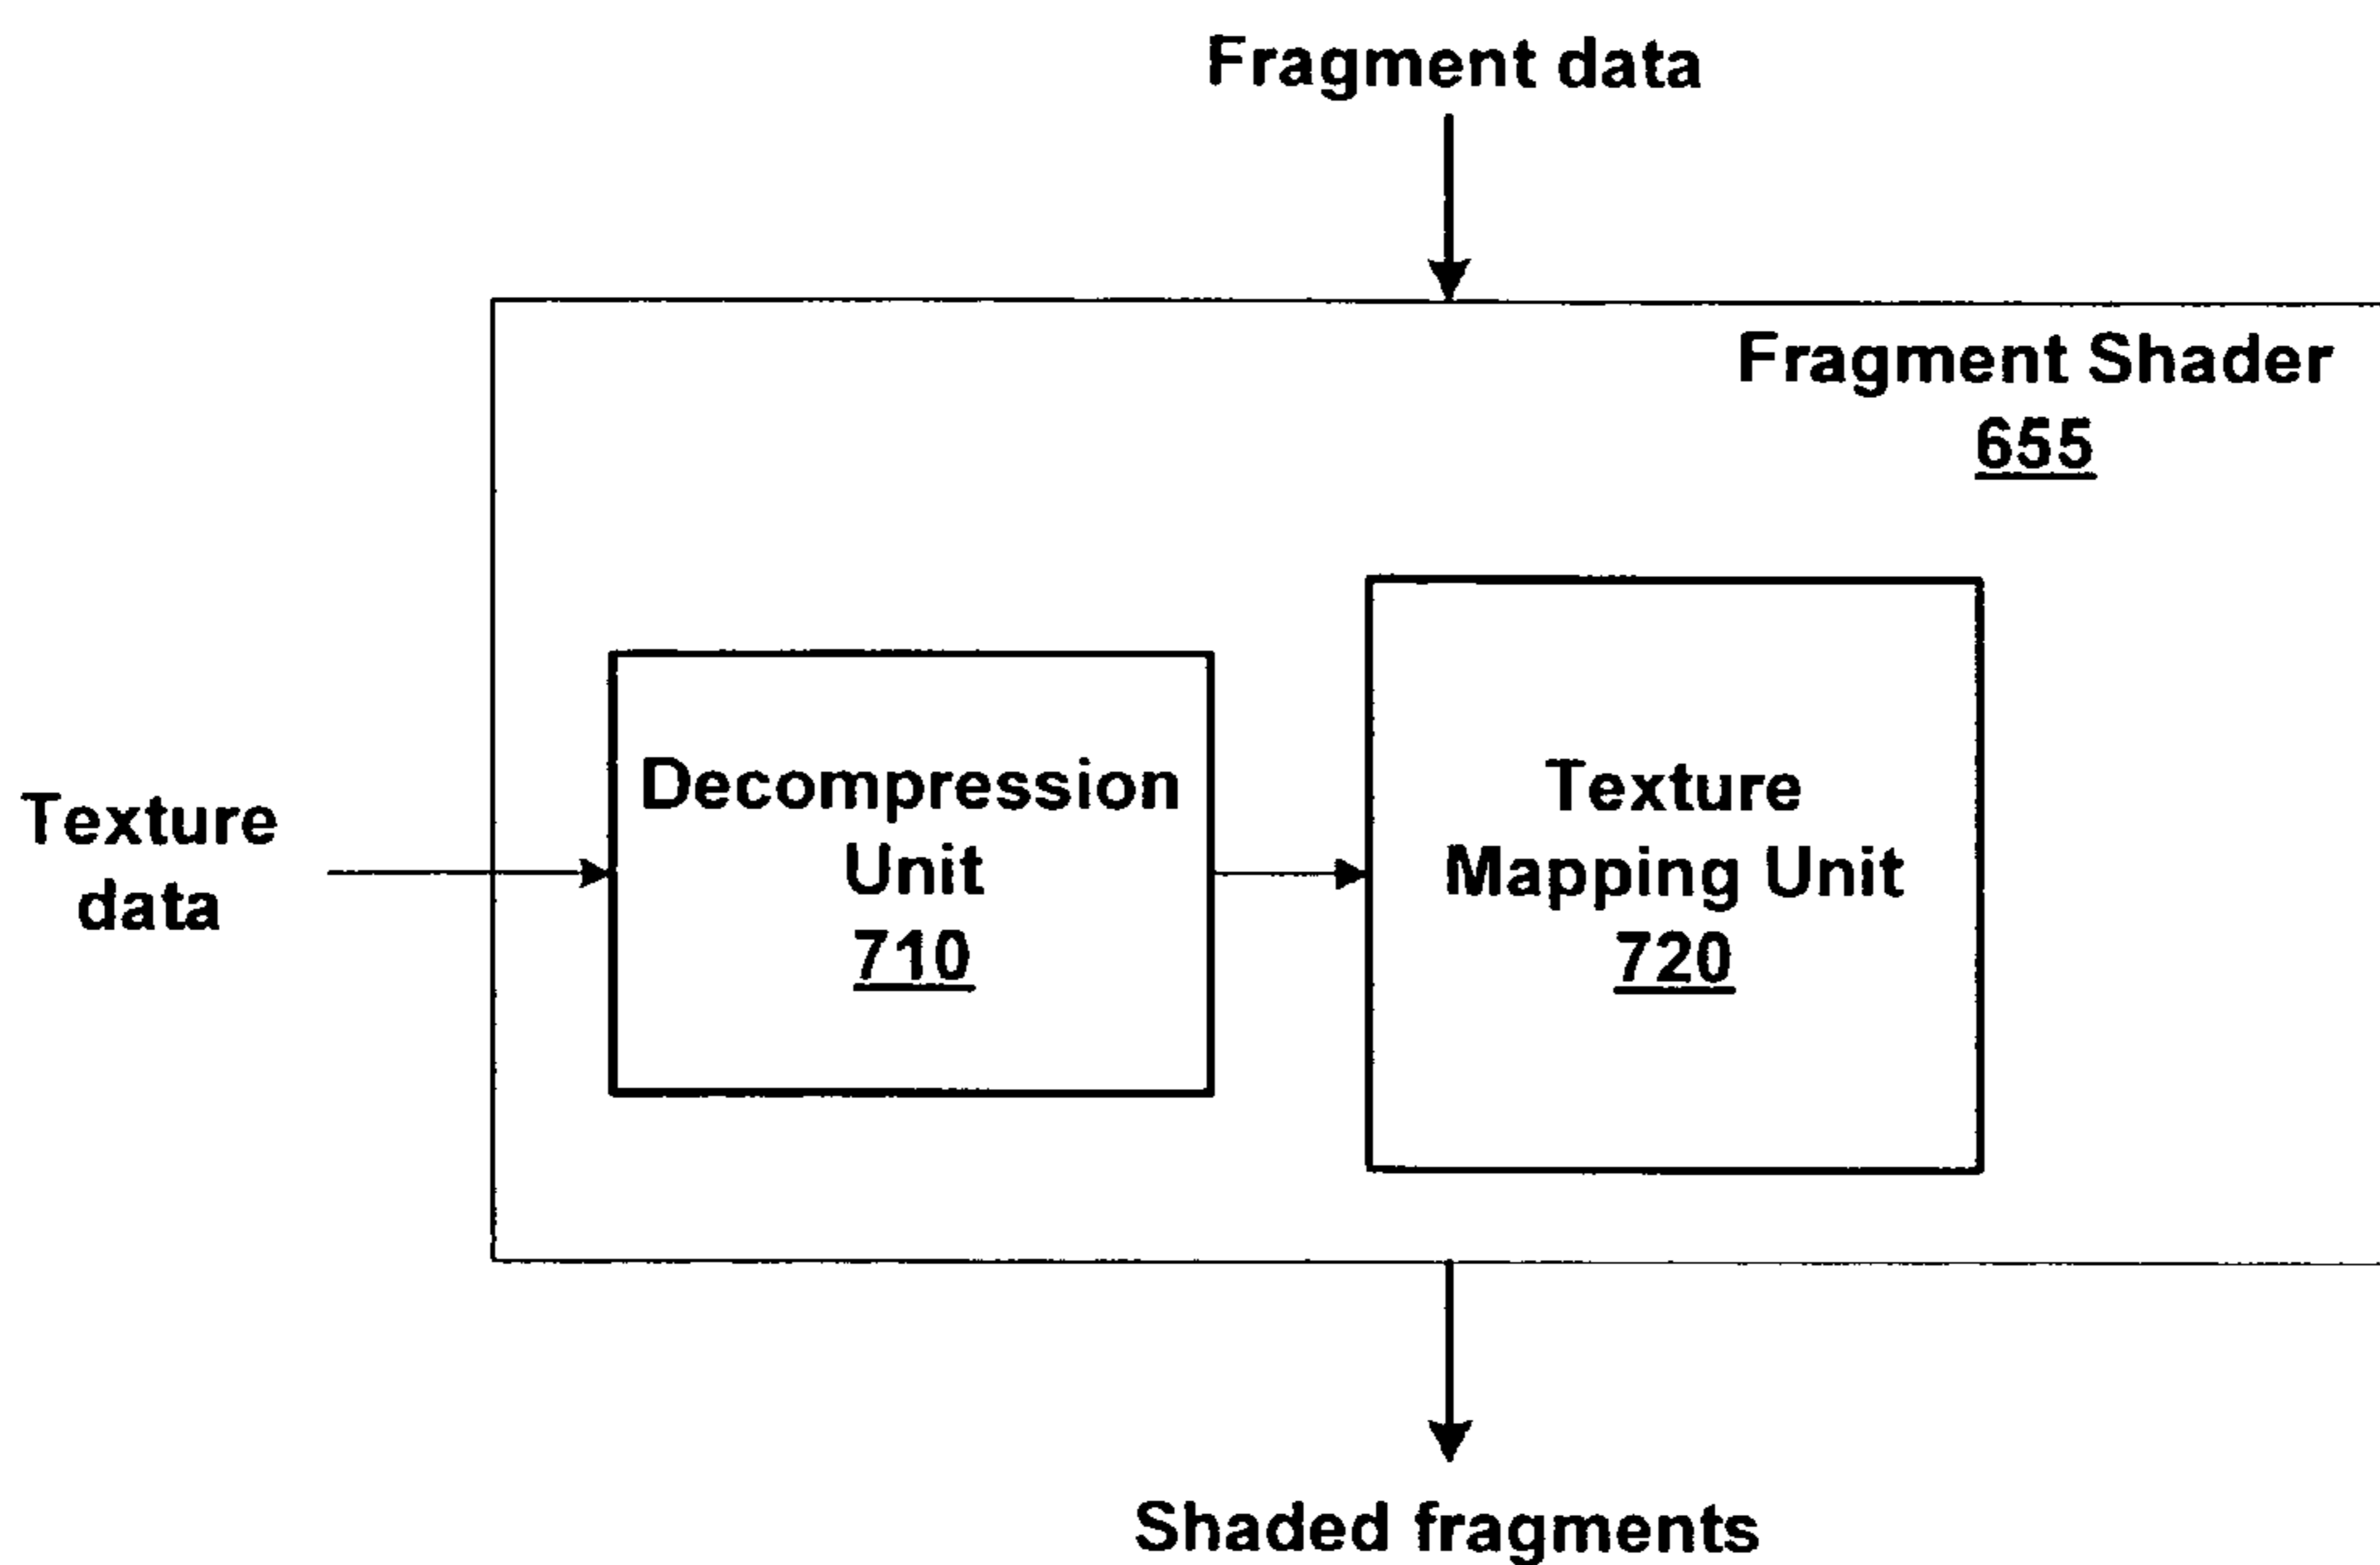 Fragment data
Fragment Shader
655
Decompression
Unit
710
Texture
Mapping Unit
720
Texture
data
Shaded fragments